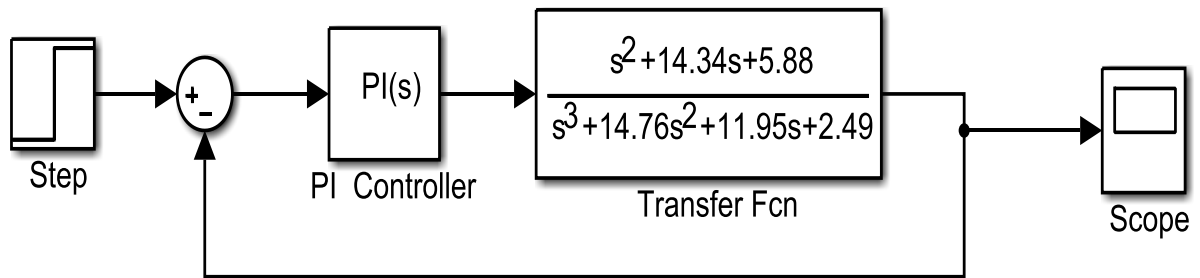 s²+14.34s+5.88
PI(s)
+
−
s³+14.76s²+11.95s+2.49
Step
PI Controller
Transfer Fcn
Scope